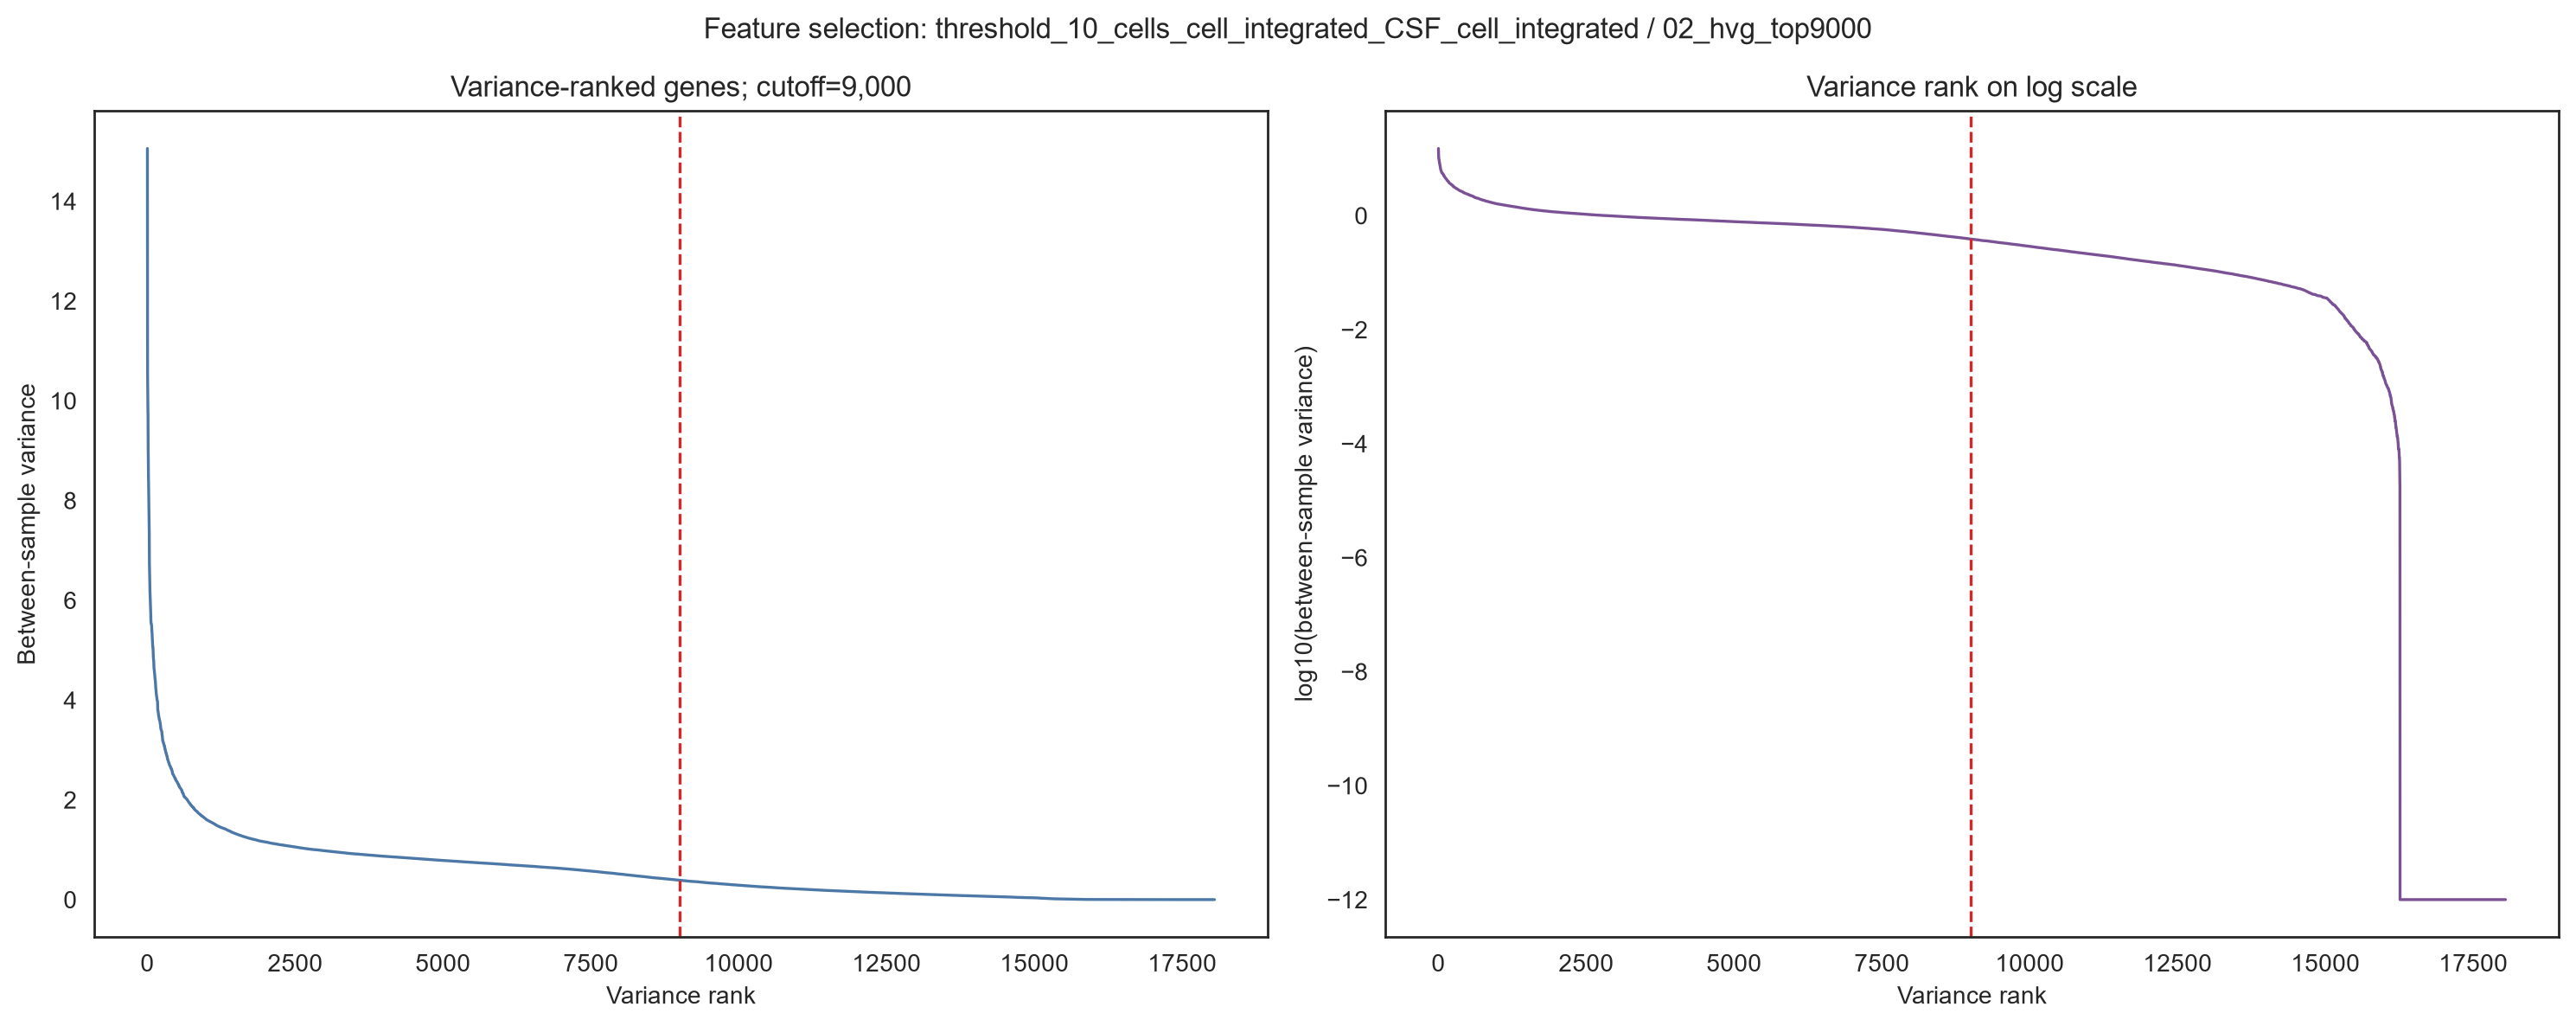 Feature selection: threshold_10_cells_cell_integrated_CSF_cell_integrated / 02_hvg_top9000
Variance-ranked genes; cutoff=9,000
Between-sample variance
14
12
10
8
6
4
2
0
0 2500 5000 7500 10000 12500 15000 17500
Variance rank
Variance rank on log scale
log10(between-sample variance)
0
−2
−4
−6
−8
−10
−12
0 2500 5000 7500 10000 12500 15000 17500
Variance rank